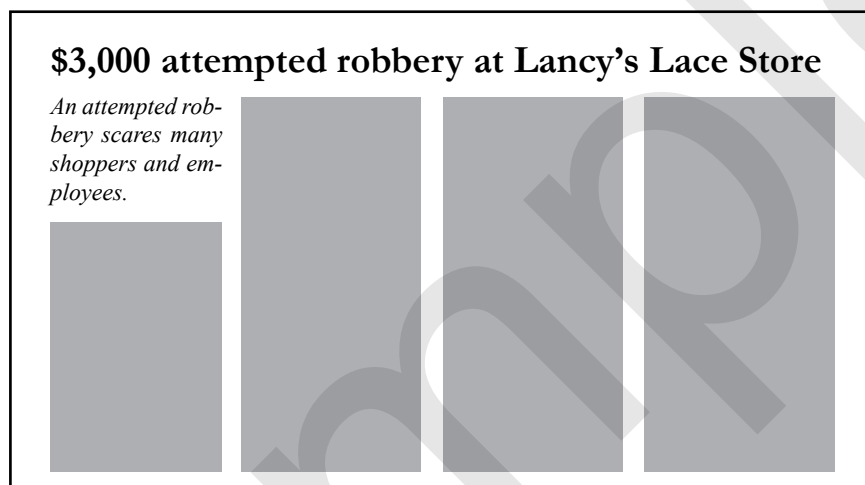 $3,000 attempted robbery at Lancy’s Lace Store
An attempted rob-
bery scares many
shoppers and em-
ployees.